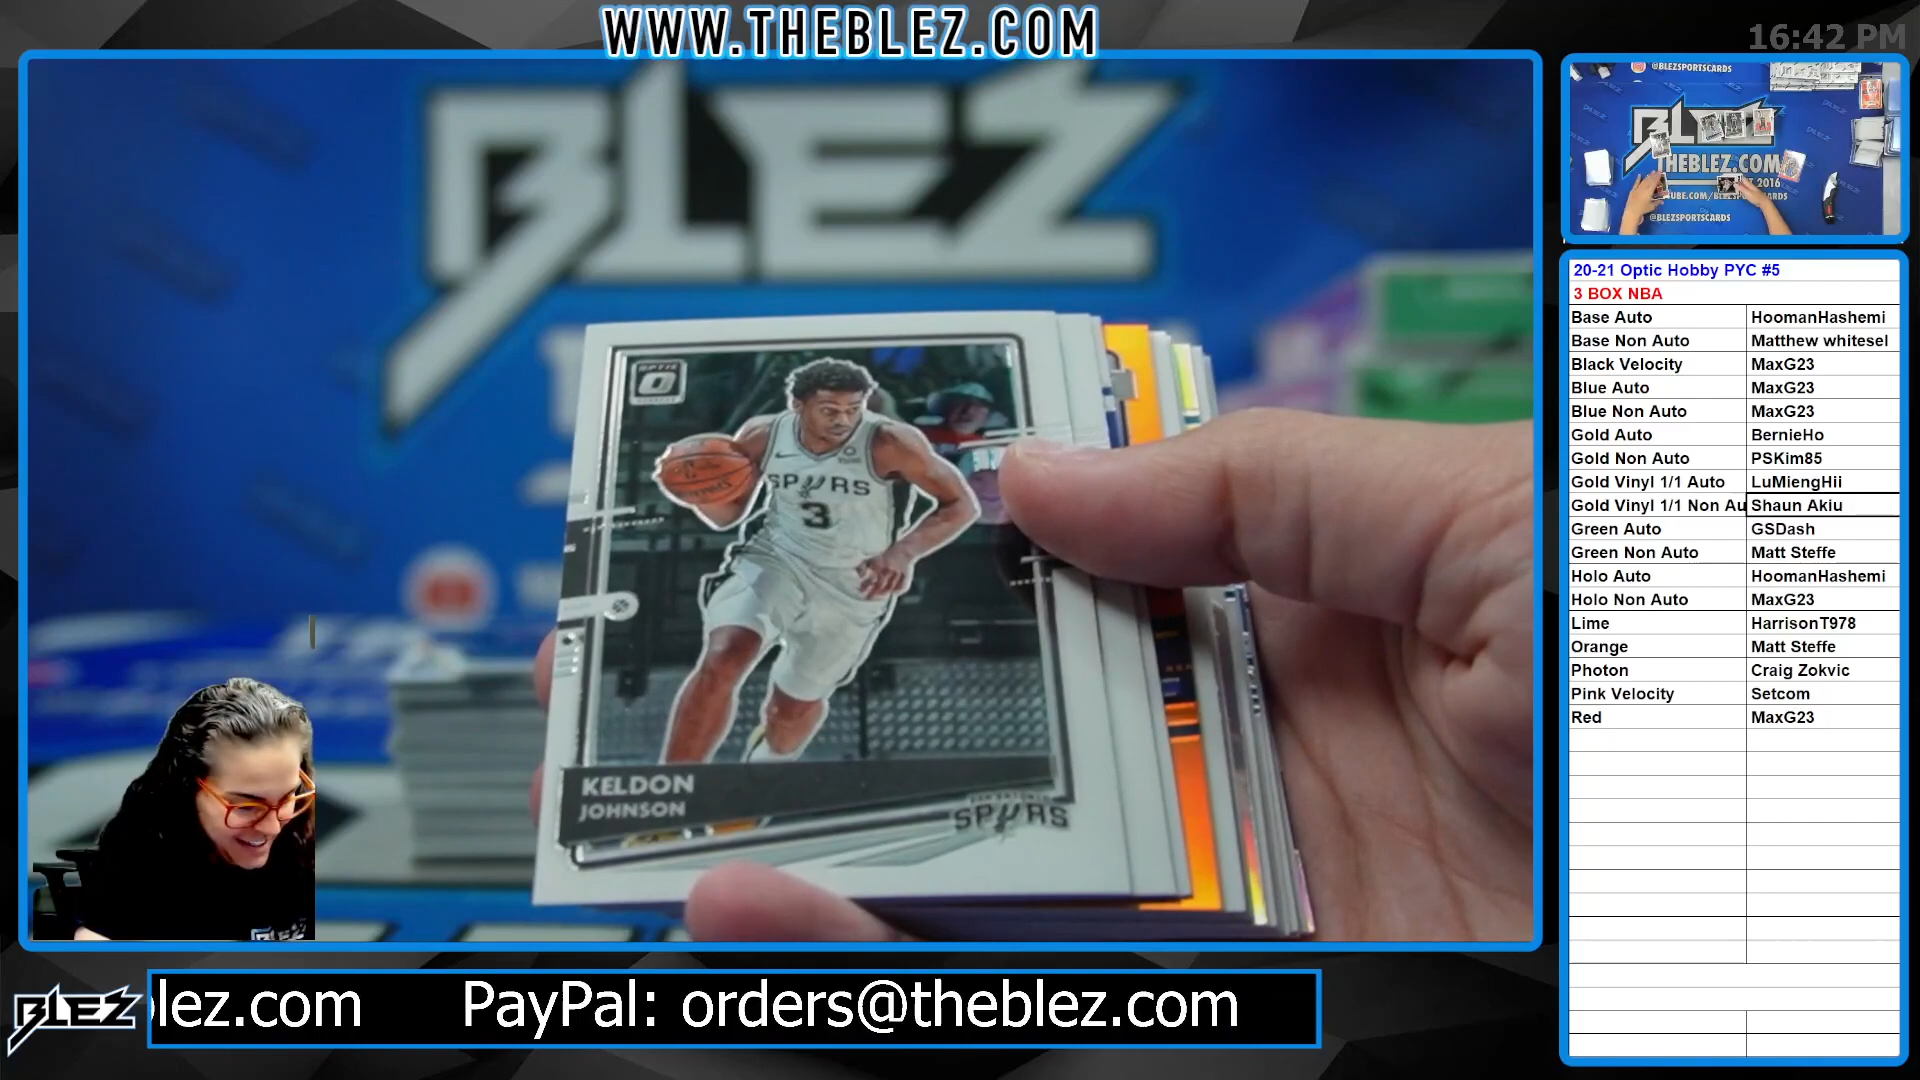 WWW.THEBLEZ.COM
16:42 PM
BLEZ
@BLEZSPORTSCARDS
THEBLEZ.COM
2016
@BLEZSPORTSCARDS
OPTIC
SPURS
3
KELDON
JOHNSON
SPURS
20-21 Optic Hobby PYC #5
3 BOX NBA
Base Auto HoomanHashemi
Base Non Auto Matthew whitesel
Black Velocity MaxG23
Blue Auto MaxG23
Blue Non Auto MaxG23
Gold Auto BernieHo
Gold Non Auto PSKim85
Gold Vinyl 1/1 Auto LuMiengHii
Gold Vinyl 1/1 Non Au Shaun Akiu
Green Auto GSDash
Green Non Auto Matt Steffe
Holo Auto HoomanHashemi
Holo Non Auto MaxG23
Lime HarrisonT978
Orange Matt Steffe
Photon Craig Zokvic
Pink Velocity Setcom
Red MaxG23
BLEZ
BLEZ
lez.com PayPal: orders@theblez.com